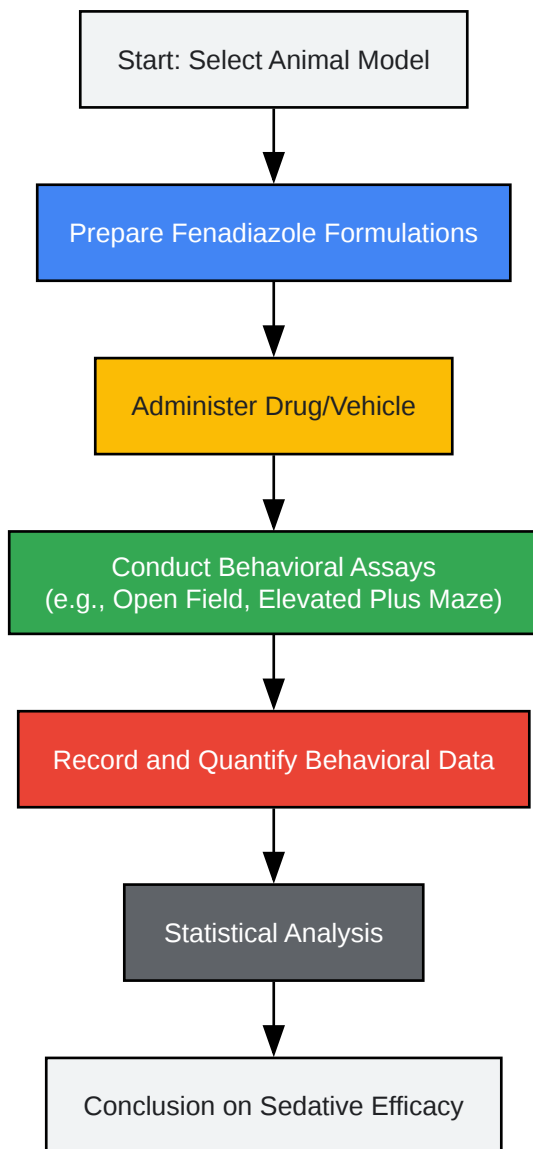 Start: Select Animal Model
Prepare Fenadiazole Formulations
Administer Drug/Vehicle
Conduct Behavioral Assays
(e.g., Open Field, Elevated Plus Maze)
Record and Quantify Behavioral Data
Statistical Analysis
Conclusion on Sedative Efficacy